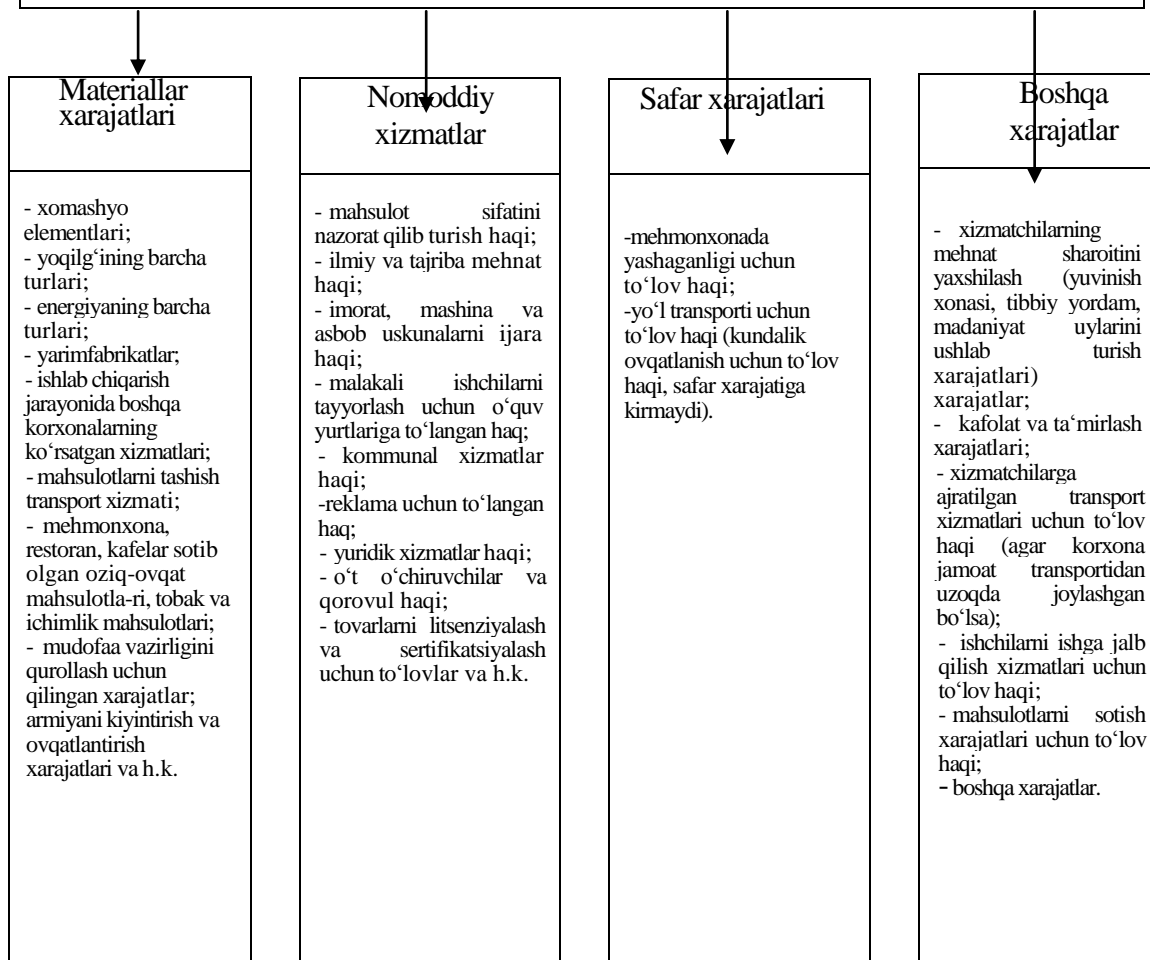 Materiallar
xarajatlari
- xomashyo
elementlari;
- yoqilg‘ining barcha
turlari;
- energiyaning barcha
turlari;
- yarimfabrikatlar;
- ishlab chiqarish
jarayonida boshqa
korxonalarning
ko‘rsatgan xizmatlari;
- mahsulotlarni tashish
transport xizmati;
- mehmonxona,
restoran, kafelar sotib
olgan oziq-ovqat
mahsulotla-ri, tobak va
ichimlik mahsulotlari;
- mudofaa vazirligini
qurollash uchun
qilingan xarajatlar;
armiyani kiyintirish va
ovqatlantirish
xarajatlari va h.k.
Nomoddiy
xizmatlar
- mahsulot sifatini
nazorat qilib turish haqi;
- ilmiy va tajriba mehnat
haqi;
- imorat, mashina va
asbob uskunalarni ijara
haqi;
- malakali ishchilarni
tayyorlash uchun o‘quv
yurtlariga to‘langan haq;
- kommunal xizmatlar
haqi;
-reklama uchun to‘langan
haq;
- yuridik xizmatlar haqi;
- o‘t o‘chiruvchilar va
qorovul haqi;
- tovarlarni litsenziyalash
va sertifikatsiyalash
uchun to‘lovlar va h.k.
Safar xarajatlari
-mehmonxonada
yashaganligi uchun
to‘lov haqi;
-yo‘l transporti uchun
to‘lov haqi (kundalik
ovqatlanish uchun to‘lov
haqi, safar xarajatiga
kirmaydi).
Boshqa
xarajatlar
- xizmatchilarning
mehnat sharoitini
yaxshilash (yuvinish
xonasi, tibbiy yordam,
madaniyat uylarini
ushlab turish
xarajatlari)
xarajatlar;
- kafolat va ta‘mirlash
xarajatlari;
- xizmatchilarga
ajratilgan transport
xizmatlari uchun to‘lov
haqi (agar korxona
jamoat transportidan
uzoqda joylashgan
bo‘lsa);
- ishchilarni ishga jalb
qilish xizmatlari uchun
to‘lov haqi;
- mahsulotlarni sotish
xarajatlari uchun to‘lov
haqi;
- boshqa xarajatlar.